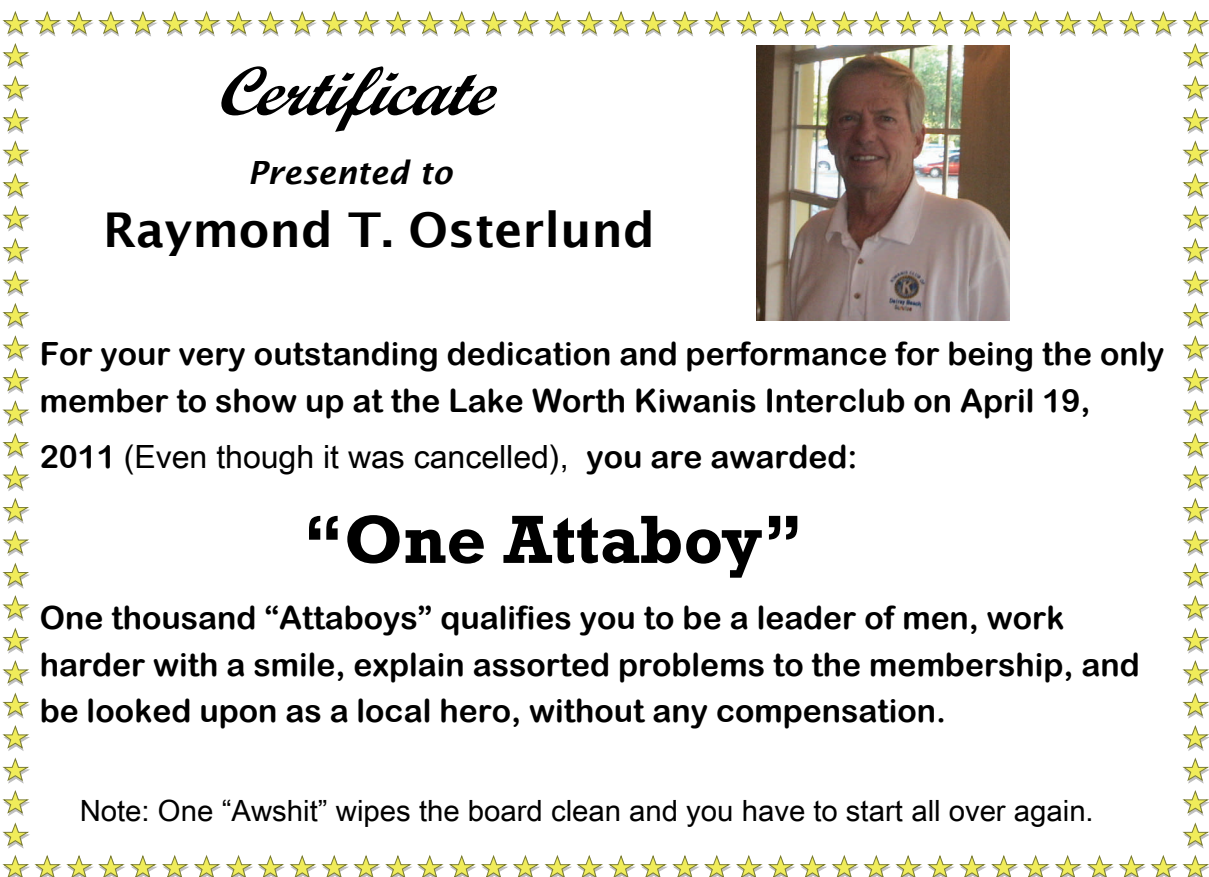 Certificate
Presented to
Raymond T. Osterlund
For your very outstanding dedication and performance for being the only
member to show up at the Lake Worth Kiwanis Interclub on April 19,
2011 (Even though it was cancelled),  you are awarded:
“One Attaboy”
One thousand “Attaboys” qualifies you to be a leader of men, work
harder with a smile, explain assorted problems to the membership, and
be looked upon as a local hero, without any compensation.
Note: One “Awshit” wipes the board clean and you have to start all over again.
K
Delray Beach